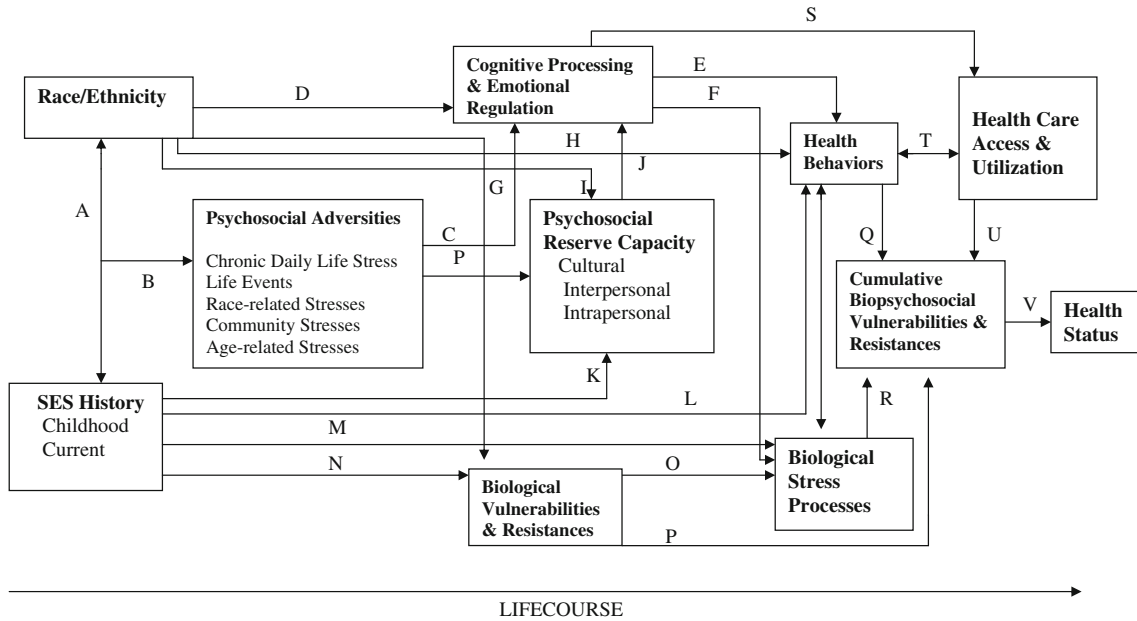 S
Cognitive Processing
& Emotional
Regulation
E
F
Race/Ethnicity
D
Health Care
Access &
Utilization
Health
Behaviors
T
H
G
I
J
A
B
Psychosocial Adversities
Chronic Daily Life Stress
Life Events
Race-related Stresses
Community Stresses
Age-related Stresses
C
P
Psychosocial
Reserve Capacity
Cultural
Interpersonal
Intrapersonal
Q
U
Cumulative
Biopsychosocial
Vulnerabilities &
Resistances
V
Health
Status
K
L
R
SES History
Childhood
Current
M
N
Biological
Vulnerabilities
& Resistances
O
P
Biological
Stress
Processes
LIFECOURSE